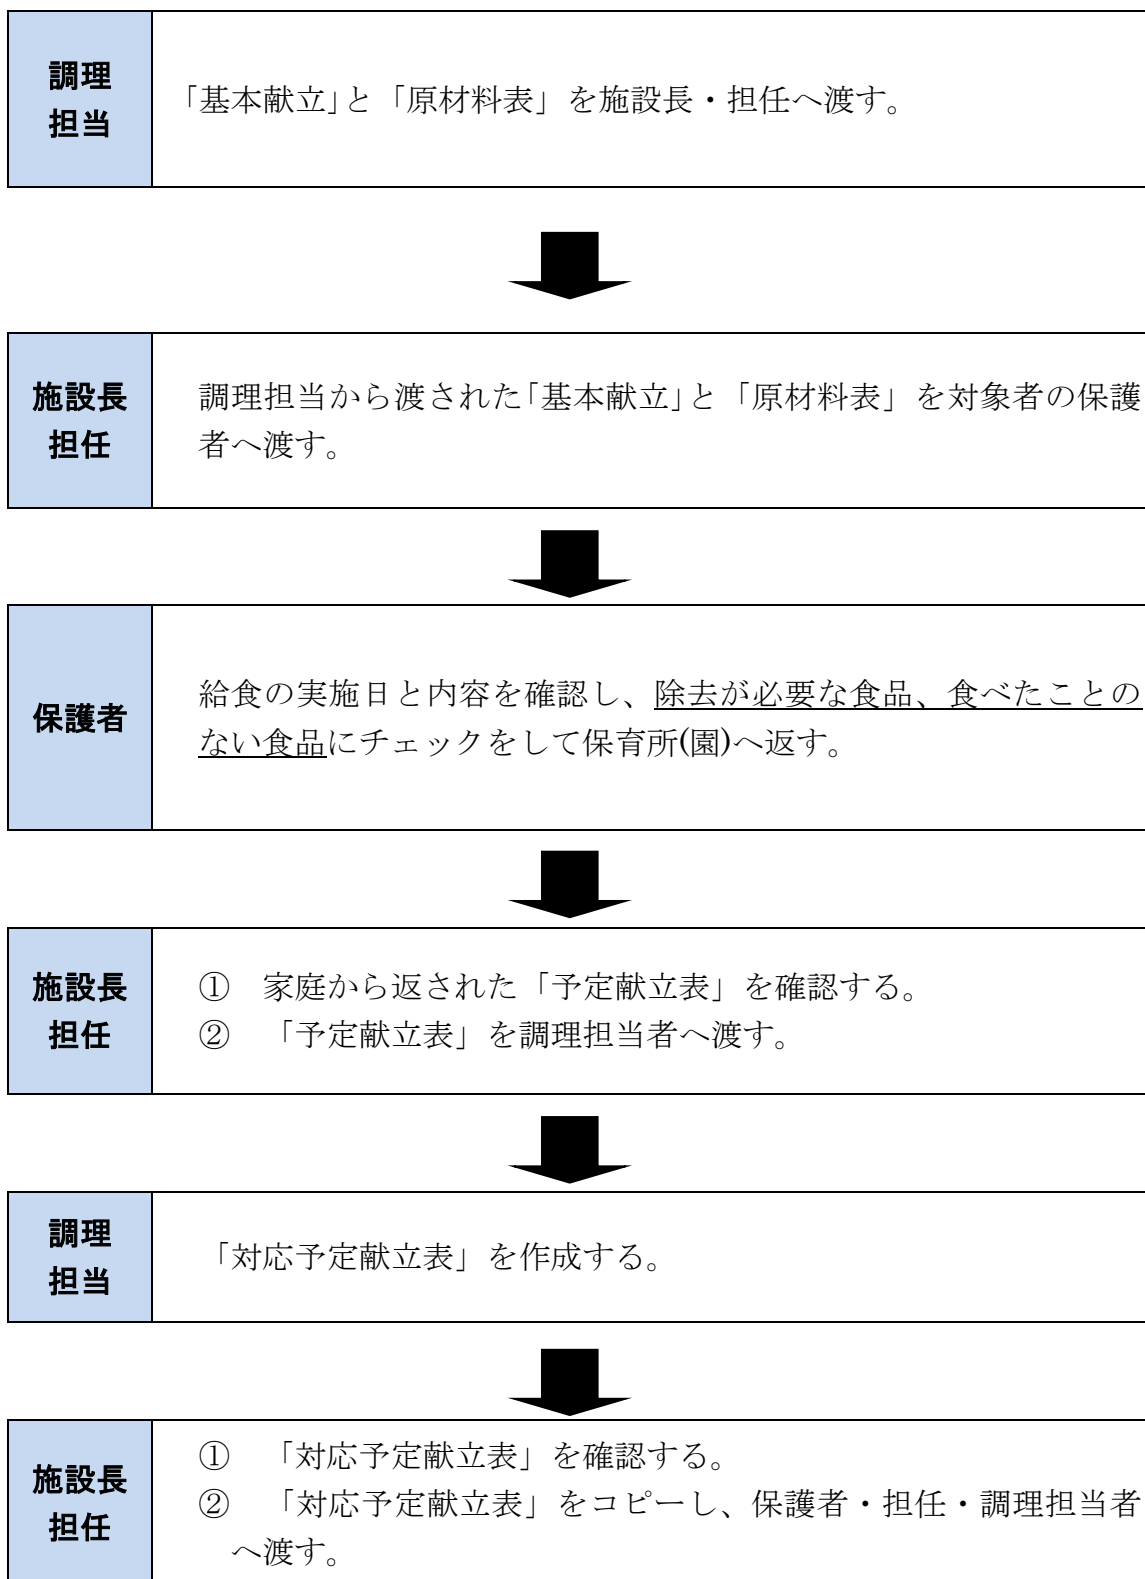 調理
担当
「基本献立」と「原材料表」を施設長・担任へ渡す。
施設長
担任
調理担当から渡された「基本献立」と「原材料表」を対象者の保護
者へ渡す。
保護者
給食の実施日と内容を確認し、除去が必要な食品、食べたことの
ない食品にチェックをして保育所(園)へ返す。
施設長
担任
① 家庭から返された「予定献立表」を確認する。
② 「予定献立表」を調理担当者へ渡す。
調理
担当
「対応予定献立表」を作成する。
施設長
担任
① 「対応予定献立表」を確認する。
② 「対応予定献立表」をコピーし、保護者・担任・調理担当者
へ渡す。